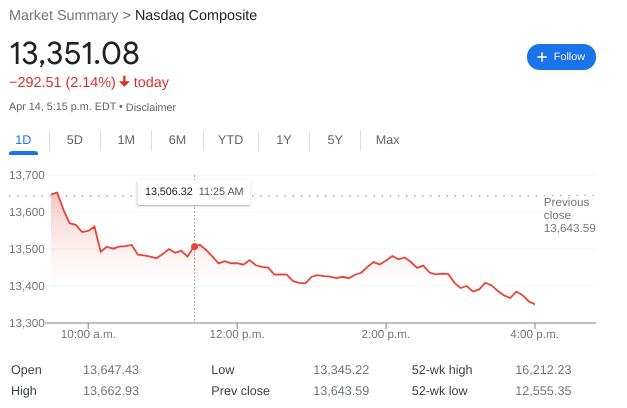 Market Summary > Nasdaq Composite
13,351.08
+ Follow
−292.51 (2.14%) ↓ today
Apr 14, 5:15 p.m. EDT • Disclaimer
1D 5D 1M 6M YTD 1Y 5Y Max
13,700
13,506.32 11:25 AM
Previous
close
13,643.59
13,600
13,500
13,400
13,300
10:00 a.m. 12:00 p.m. 2:00 p.m. 4:00 p.m.
Open 13,647.43 Low 13,345.22 52-wk high 16,212.23
High 13,662.93 Prev close 13,643.59 52-wk low 12,555.35